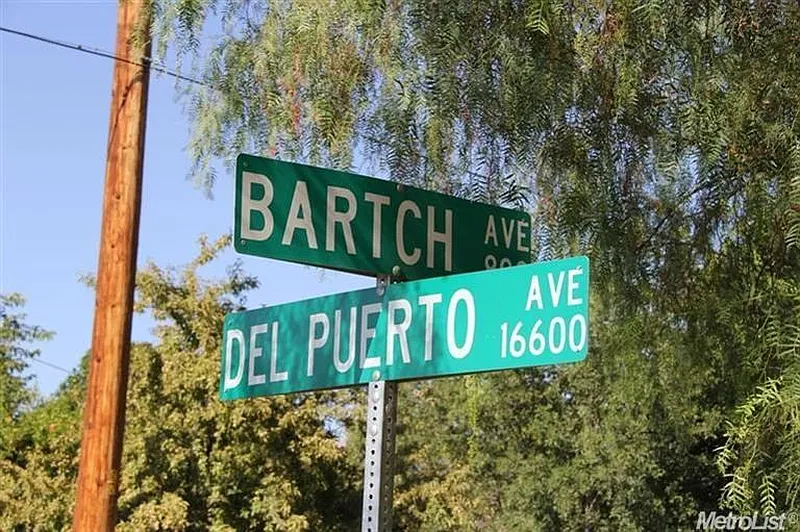 BARTCH AVE
DEL PUERTO AVE
16600
MetroList®